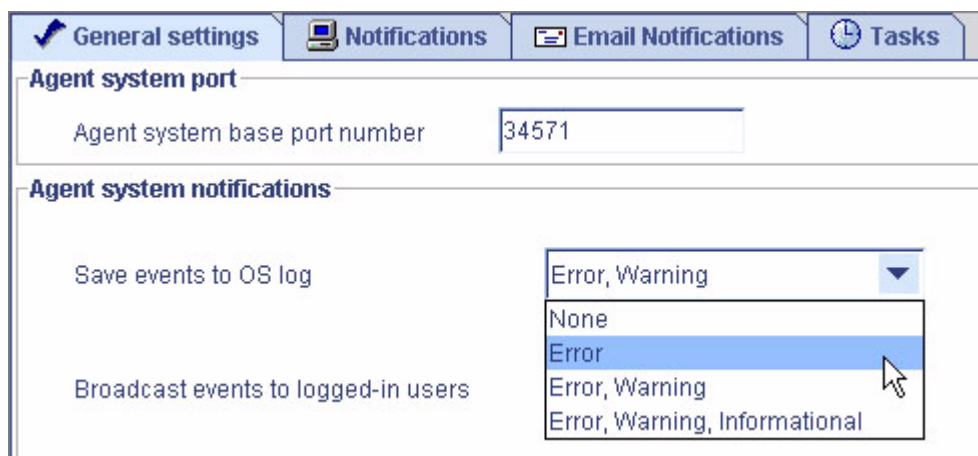 General settings Notifications Email Notifications Tasks
Agent system port
Agent system base port number 34571
Agent system notifications
Save events to OS log Error, Warning
None
Error
Broadcast events to logged-in users Error, Warning
Error, Warning, Informational